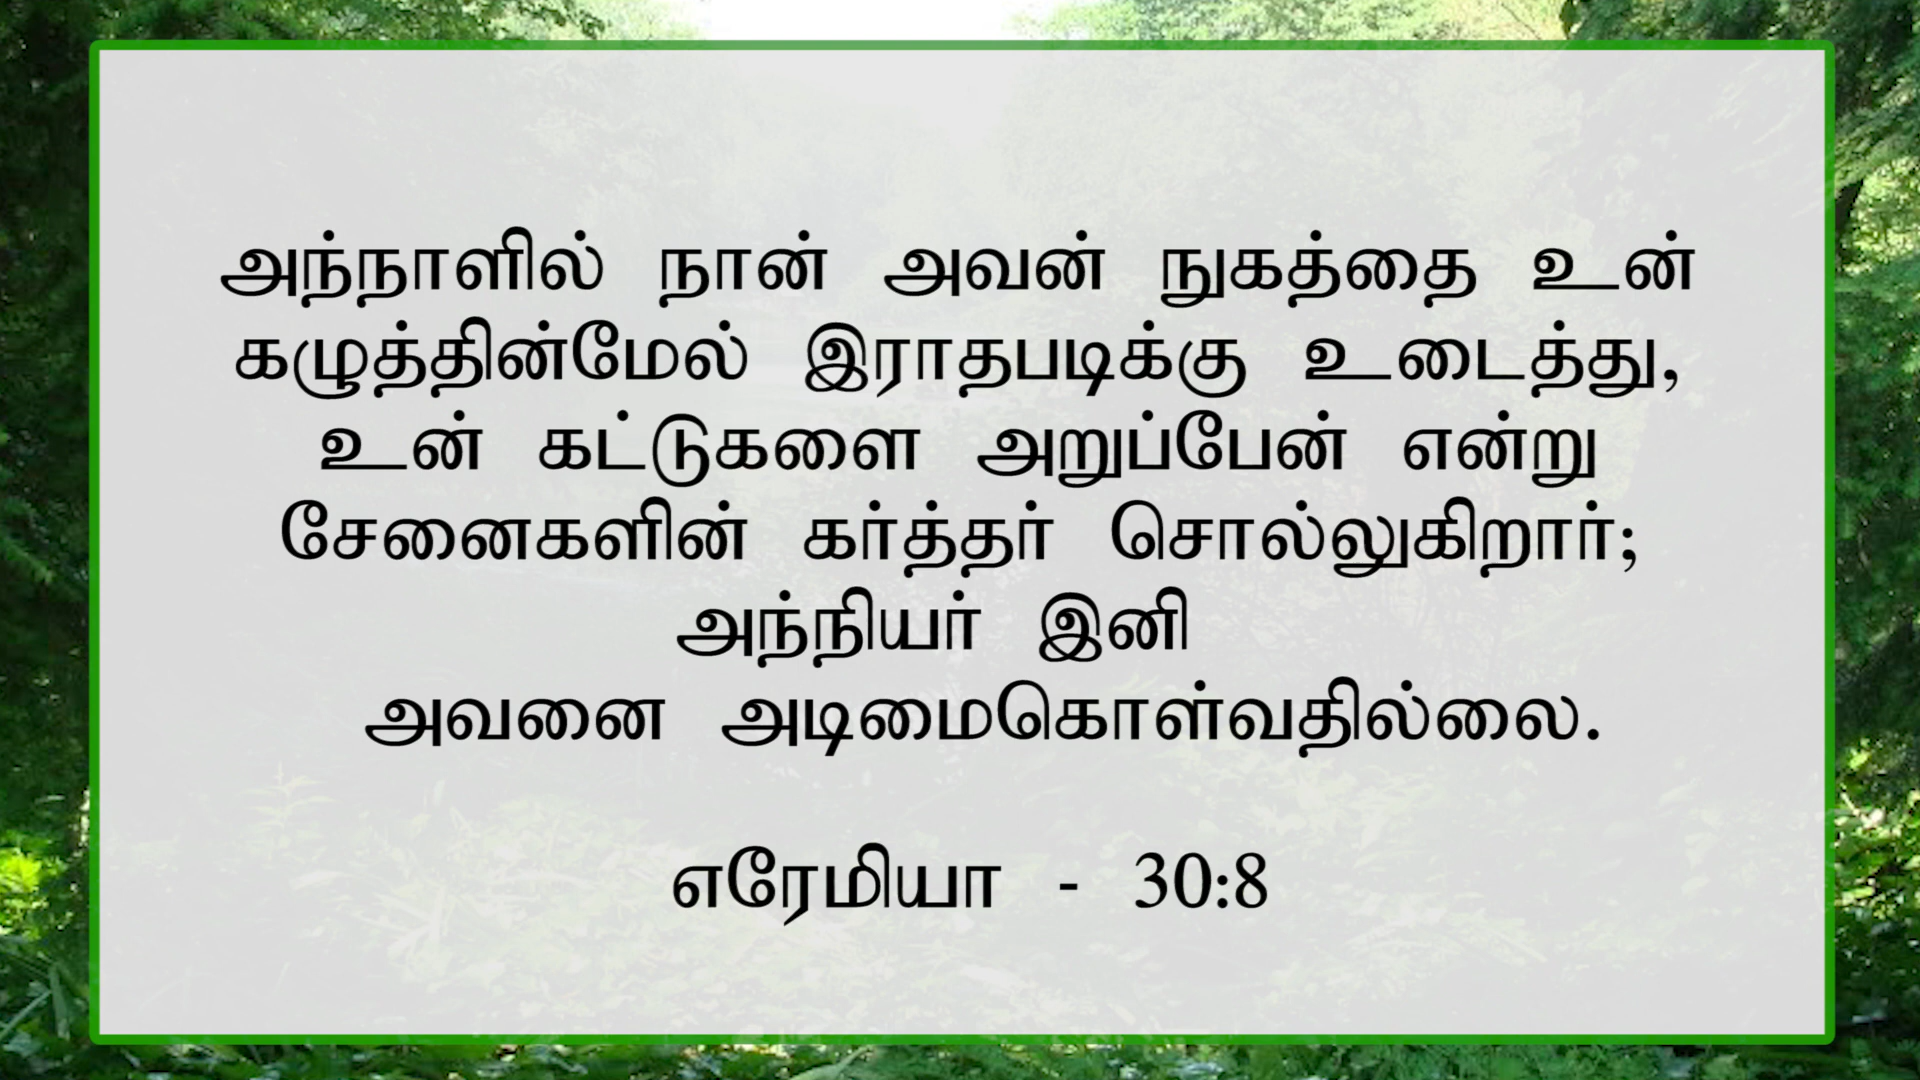 அந்நாளில் நான் அவன் நுகத்தை உன்
கழுத்தின்மேல் இராதபடிக்கு உடைத்து,
உன் கட்டுகளை அறுப்பேன் என்று
சேனைகளின் கர்த்தர் சொல்லுகிறார்;
அந்நியர் இனி
அவனை அடிமைகொள்வதில்லை.
எரேமியா - 30:8